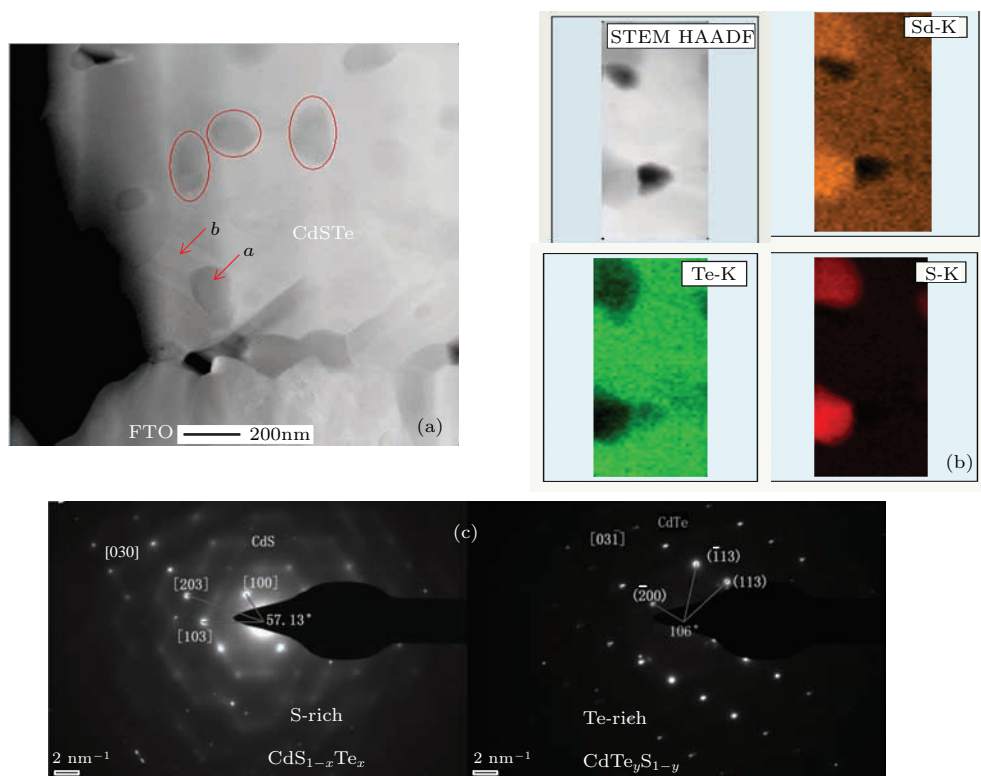 STEM HAADF
Sd-K
b
a
CdSTe
FTO
200nm
(a)
Te-K
S-K
(b)
(c)
CdS
[030]
[203]
[100]
[103]
57.13°
S-rich
CdS₁₋ₓTeₓ
2 nm⁻¹
CdTe
[031̄]
(1̄13)
(113)
(2̄00)
106°
Te-rich
CdTeᵧS₁₋ᵧ
2 nm⁻¹